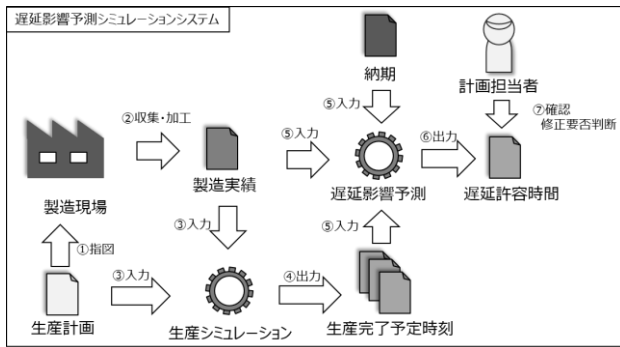 遅延影響予測シミュレーションシステム
納期
計画担当者
②収集・加工
⑤入力
⑤入力
⑥出力
⑦確認
修正要否判断
製造現場
製造実績
遅延影響予測
遅延許容時間
①指図
③入力
⑤入力
③入力
④出力
生産計画
生産シミュレーション
生産完了予定時刻